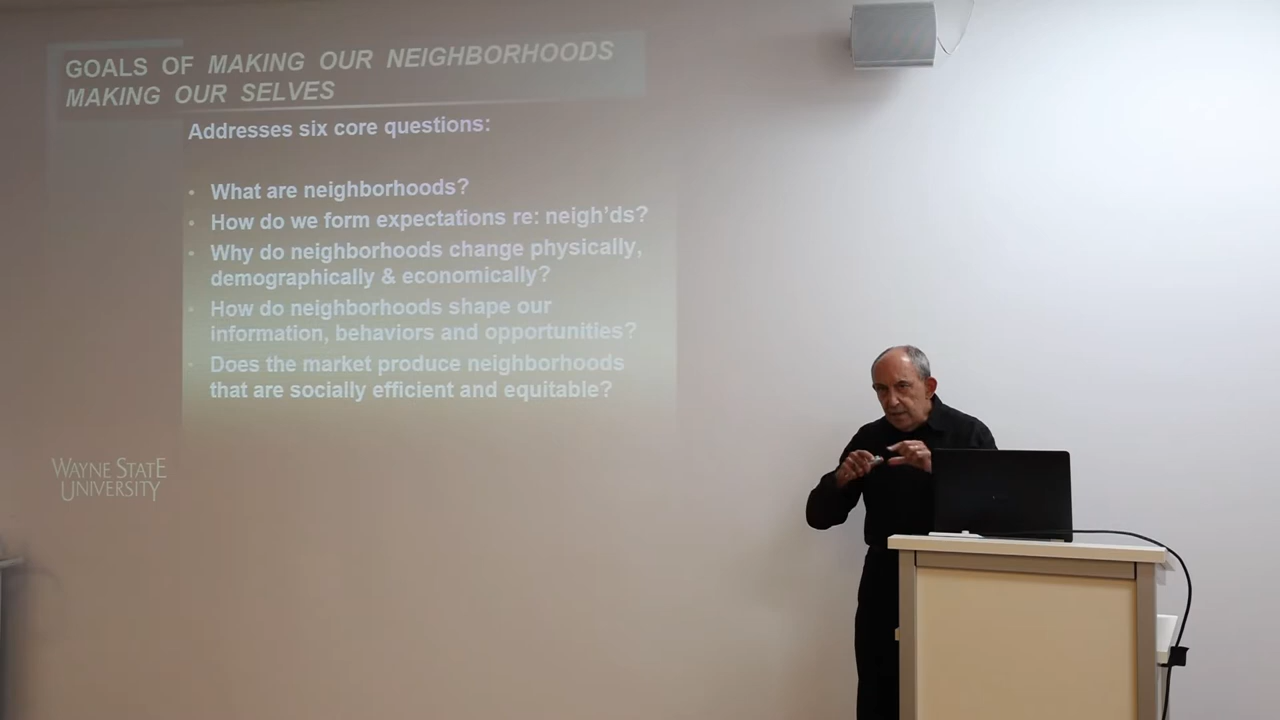 GOALS OF MAKING OUR NEIGHBORHOODS
MAKING OUR SELVES
Addresses six core questions:
• What are neighborhoods?
• How do we form expectations re: neigh'ds?
• Why do neighborhoods change physically,
demographically & economically?
• How do neighborhoods shape our
information, behaviors and opportunities?
• Does the market produce neighborhoods
that are socially efficient and equitable?
WAYNE STATE
UNIVERSITY